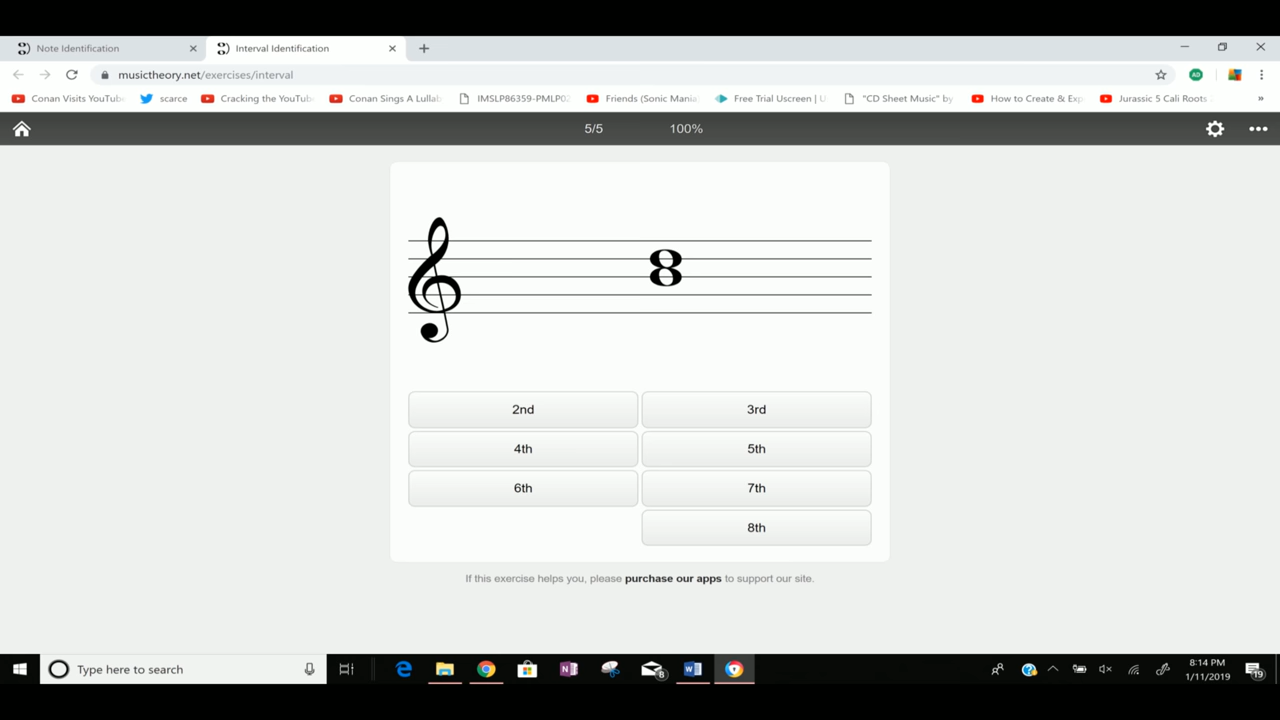 Note Identification
Interval Identification
musictheory.net/exercises/interval
Conan Visits YouTub
scarce
Cracking the YouTub
Conan Sings A Lullab
IMSLP86359-PMLP02
Friends (Sonic Mania
Free Trial Uscreen | U
"CD Sheet Music" by
How to Create & Exp
Jurassic 5 Cali Roots
»
5/5 100%
2nd 3rd
4th 5th
6th 7th
8th
If this exercise helps you, please purchase our apps to support our site.
Type here to search
8
8:14 PM
1/11/2019
19